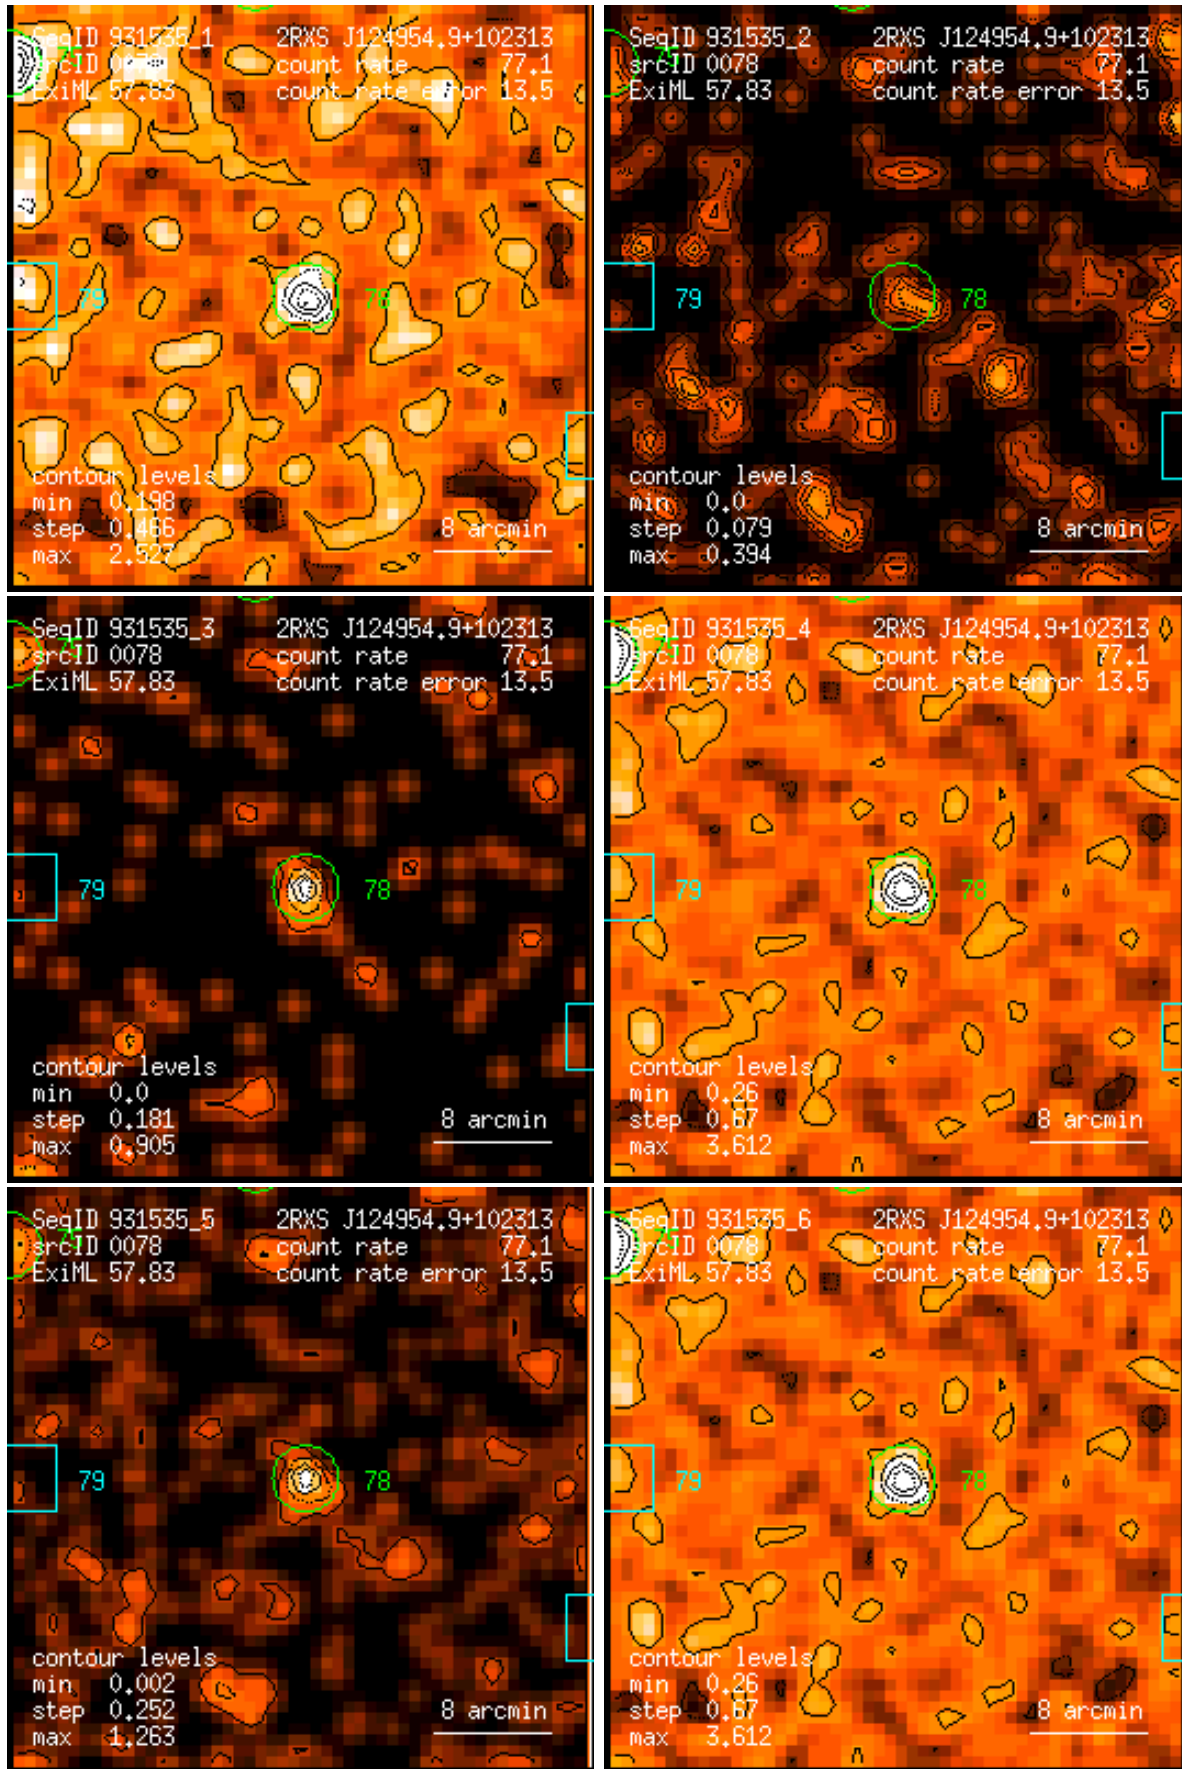 SeqID 931535_1 2RXS J124954.9+102313
srcID count rate 77.1
ExiML 57.83 count rate error 13.5
79
78
contour levels
min 0.198
step 0.466
max 2.527
8 arcmin
SeqID 931535_2 2RXS J124954.9+102313
srcID 0078 count rate 77.1
ExiML 57.83 count rate error 13.5
79
78
contour levels
min 0.0
step 0.079
max 0.394
8 arcmin
SeqID 931535_3 2RXS J124954.9+102313
srcID 0078 count rate 77.1
ExiML 57.83 count rate error 13.5
79
78
contour levels
min 0.0
step 0.181
max 0.905
8 arcmin
SeqID 931535_4 2RXS J124954.9+102313
srcID 0078 count rate 77.1
ExiML 57.83 count rate error 13.5
79
78
contour levels
min 0.26
step 0.67
max 3.612
8 arcmin
SeqID 931535_5 2RXS J124954.9+102313
srcID 0078 count rate 77.1
ExiML 57.83 count rate error 13.5
79
78
contour levels
min 0.002
step 0.252
max 1.263
8 arcmin
SeqID 931535_6 2RXS J124954.9+102313
srcID 0078 count rate 77.1
ExiML 57.83 count rate error 13.5
79
78
contour levels
min 0.26
step 0.67
max 3.612
8 arcmin